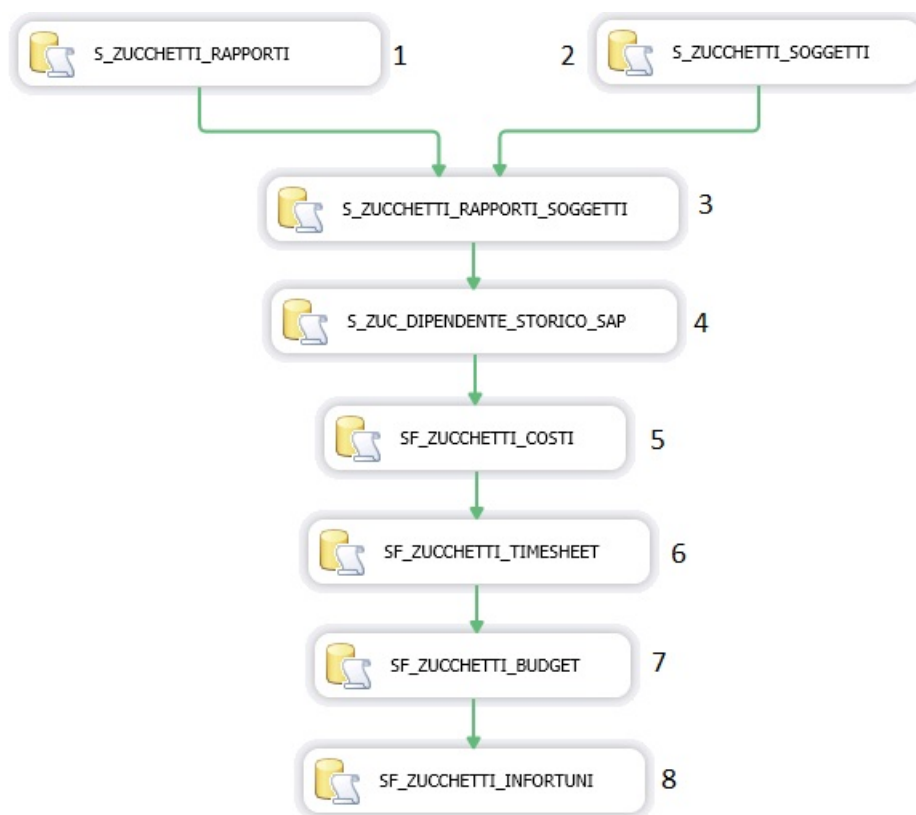 S_ZUCCHETTI_RAPPORTI 1
2 S_ZUCCHETTI_SOGGETTI
S_ZUCCHETTI_RAPPORTI_SOGGETTI 3
S_ZUC_DIPENDENTE_STORICO_SAP 4
SF_ZUCCHETTI_COSTI 5
SF_ZUCCHETTI_TIMESHEET 6
SF_ZUCCHETTI_BUDGET 7
SF_ZUCCHETTI_INFORTUNI 8